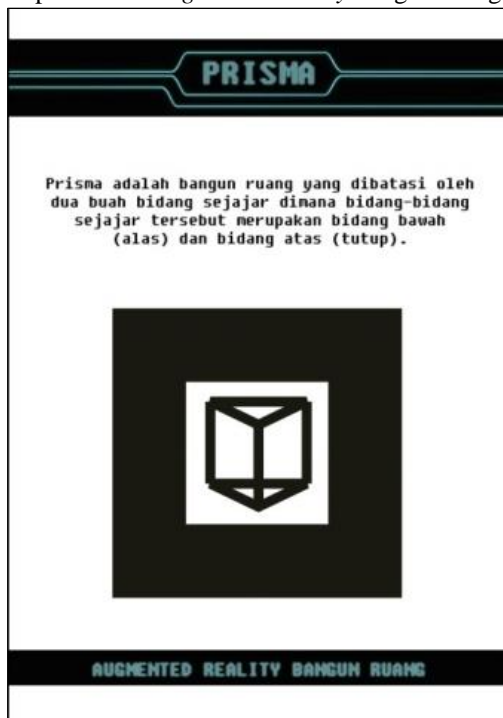 PRISMA
Prisma adalah bangun ruang yang dibatasi oleh
dua buah bidang sejajar dimana bidang-bidang
sejajar tersebut merupakan bidang bawah
(alas) dan bidang atas (tutup).
AUGMENTED REALITY BANGUN RUANG